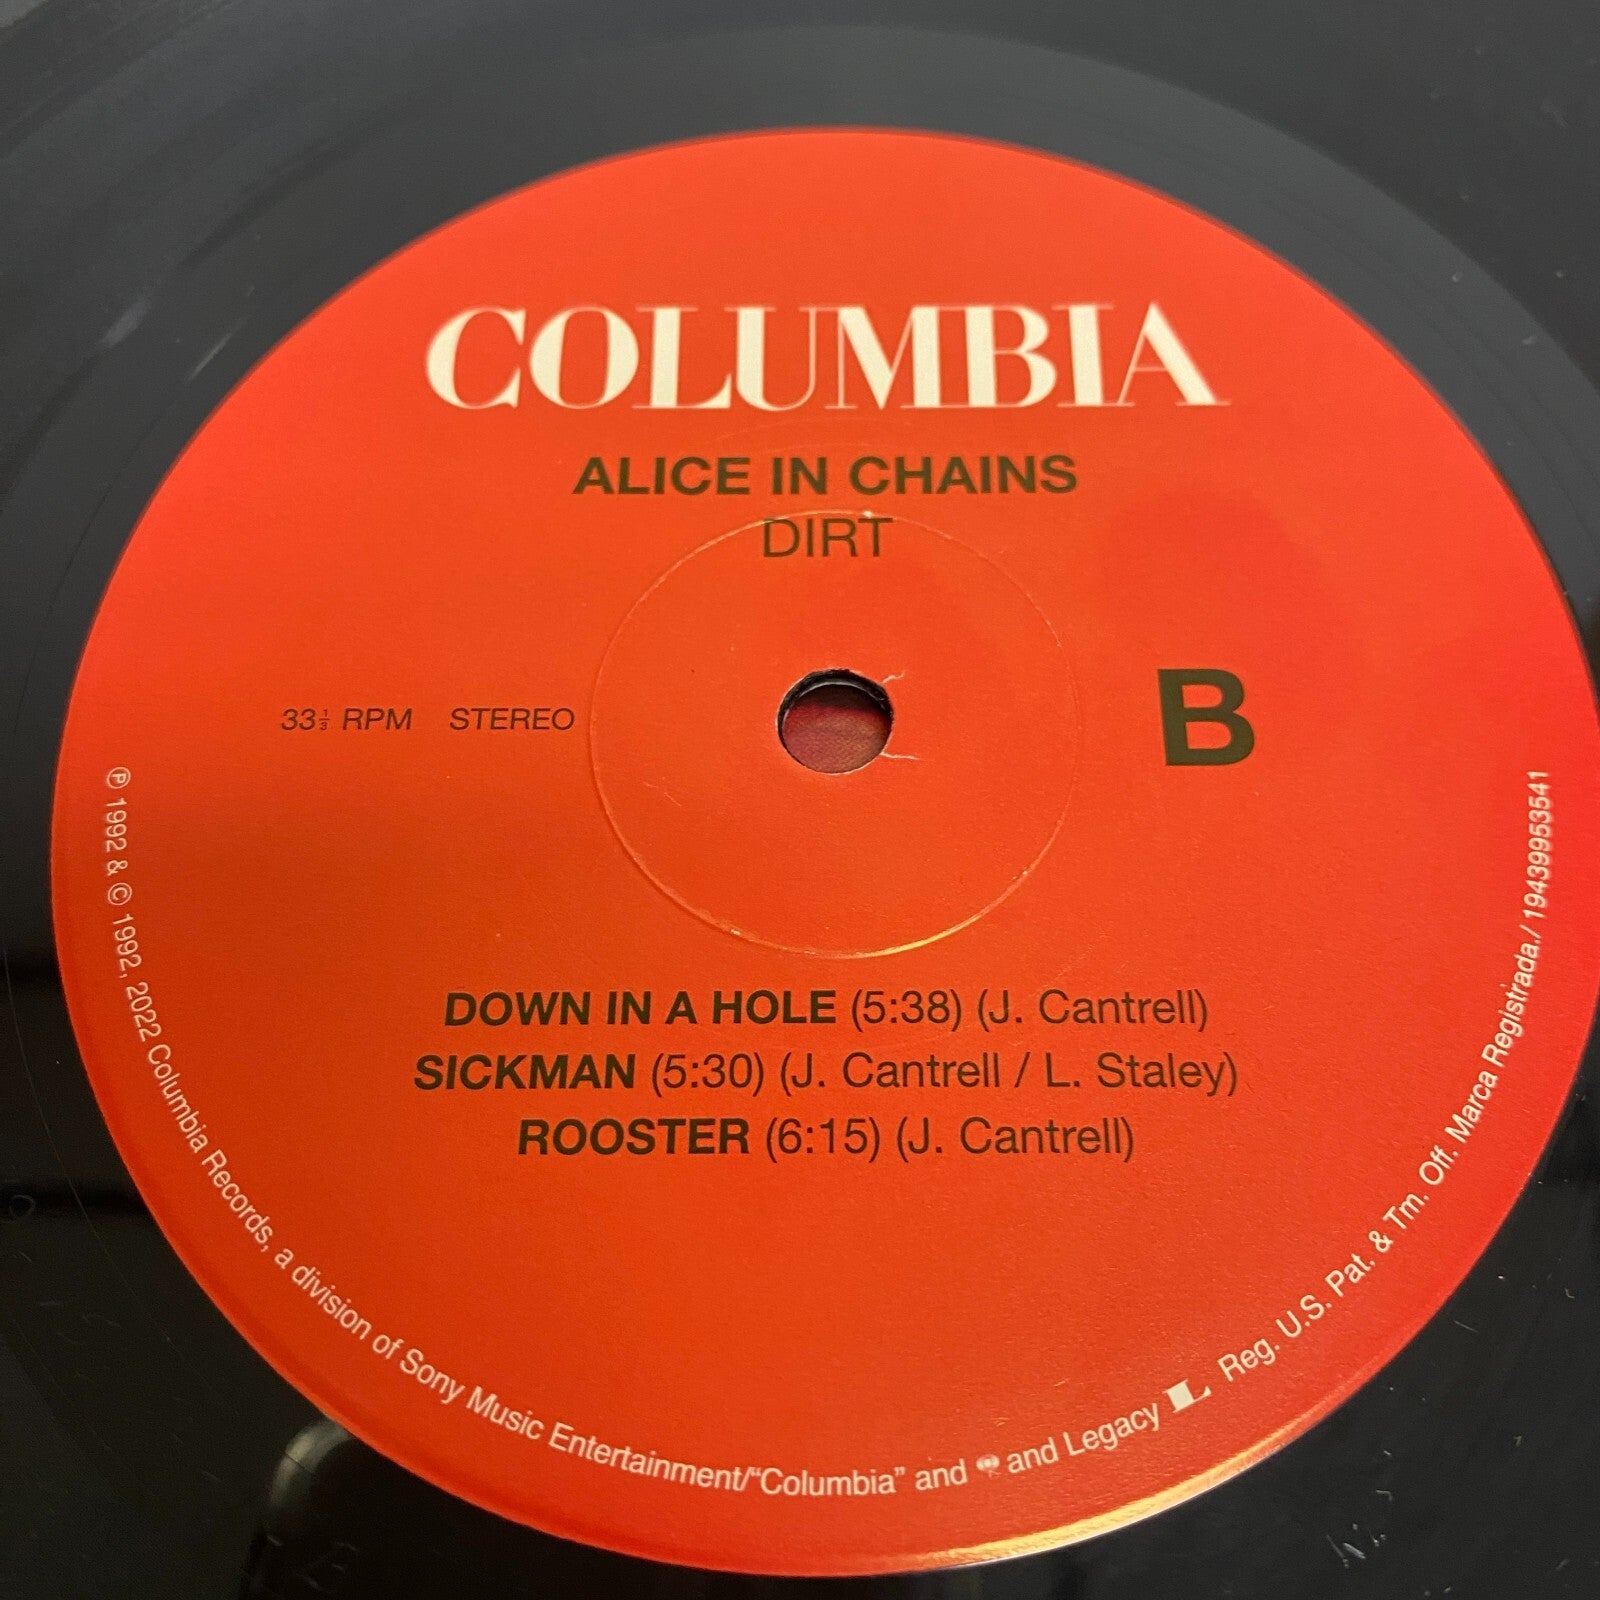 COLUMBIA
ALICE IN CHAINS
DIRT
33⅓ RPM STEREO
B
DOWN IN A HOLE (5:38) (J. Cantrell)
SICKMAN (5:30) (J. Cantrell / L. Staley)
ROOSTER (6:15) (J. Cantrell)
℗ 1992 & © 1992, 2022 Columbia Records, a division of Sony Music Entertainment/“Columbia” and and Legacy L Reg. U.S. Pat. & Tm. Off. Marca Registrada./ 19439953541